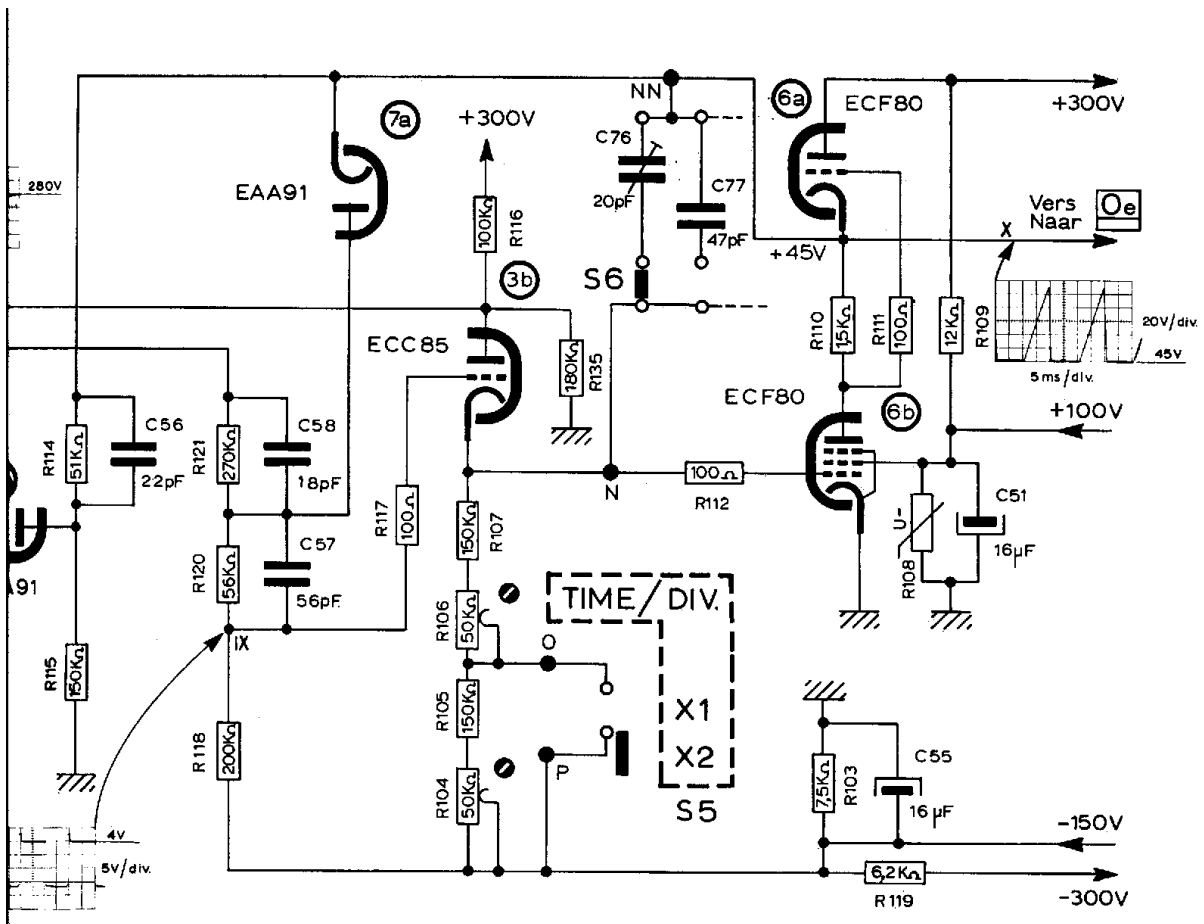 NN
6a
ECF80
+300V
7a
+300V
C76
20pF
C77
47pF
280V
EAA91
100KΩ
R116
Vers
Naar
Oe
X
+45V
S6
3b
ECC85
180KΩ
R135
R110
1,5KΩ
R111
100Ω
12KΩ
R109
20V/div.
45V
5ms/div.
ECF80
6b
+100V
C56
22pF
R114
51KΩ
R121
270KΩ
C58
18pF
R117
100Ω
N
100Ω
R112
R107
150KΩ
U-
R108
C51
16µF
A91
R120
56KΩ
C57
56pF
IX
R106
50KΩ
TIME/DIV.
X1
X2
S5
O
P
R115
150KΩ
R105
150KΩ
R118
200KΩ
R104
50KΩ
7,5KΩ
R103
C55
16µF
4V
5V/div.
-150V
6,2KΩ
R119
-300V